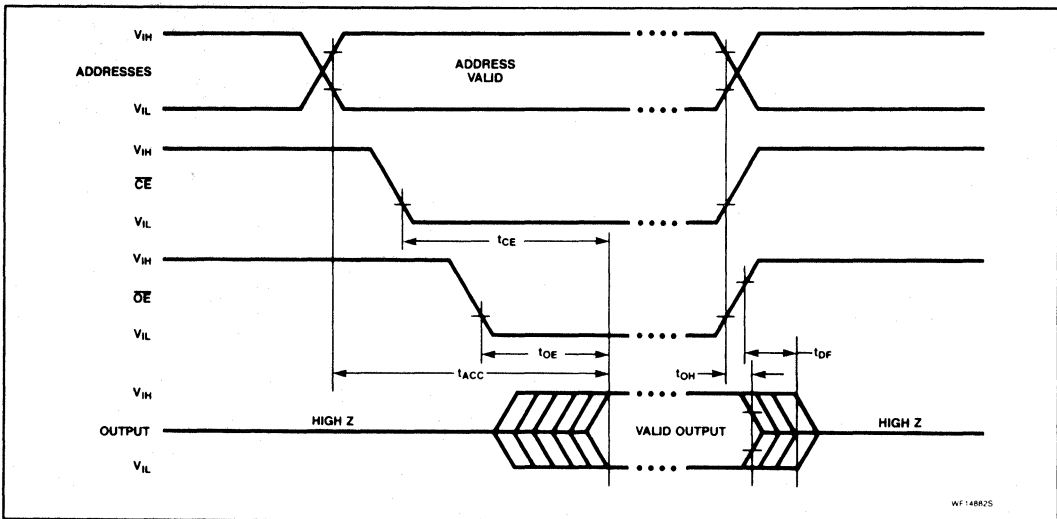 VIH
ADDRESSES
ADDRESS
VALID
VIL
VIH
CE
VIL
tCE
VIH
OE
VIL
tOE
tDF
tACC
tOH
VIH
HIGH Z
OUTPUT
VALID OUTPUT
HIGH Z
VIL
WF14882S